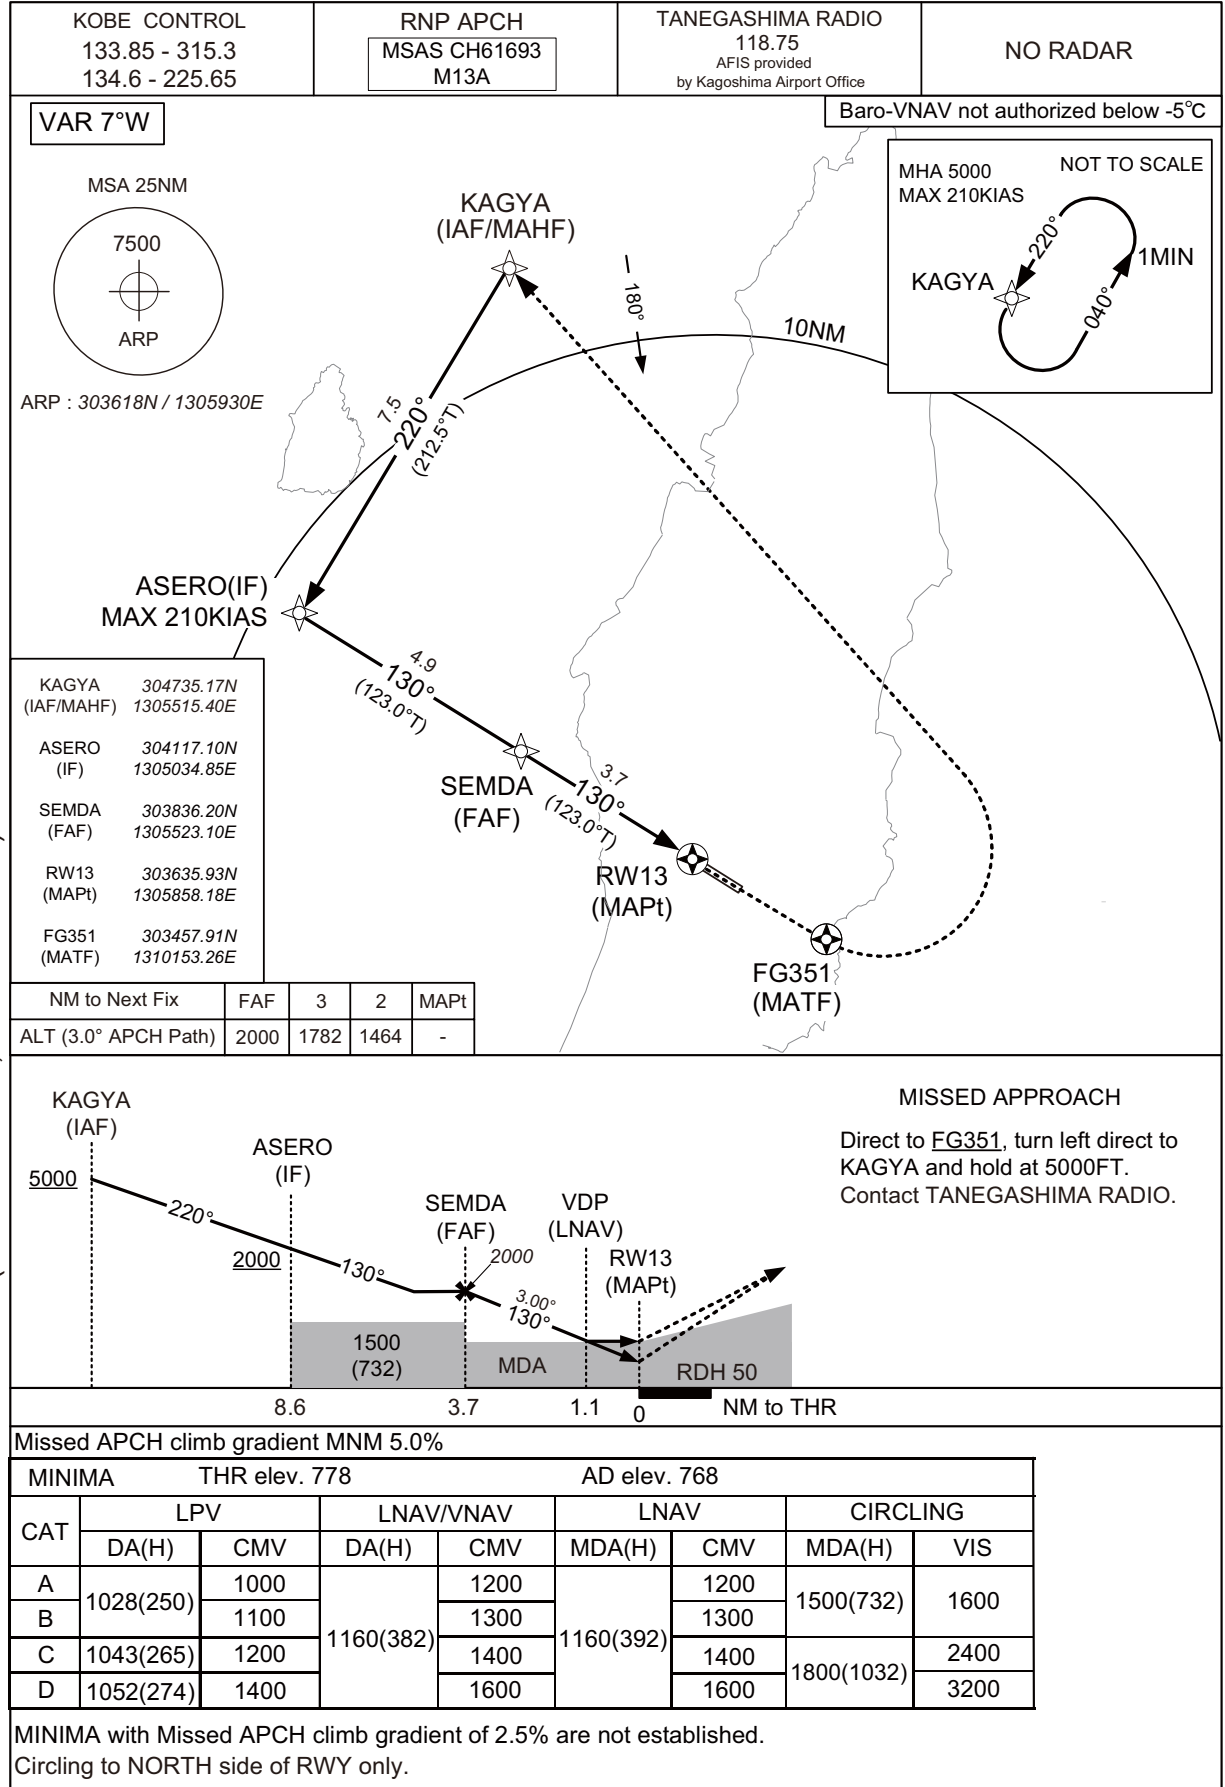 KOBE CONTROL
133.85 - 315.3
134.6 - 225.65
RNP APCH
MSAS CH61693
M13A
TANEGASHIMA RADIO
118.75
AFIS provided
by Kagoshima Airport Office
NO RADAR
VAR 7°W
Baro-VNAV not authorized below -5°C
MSA 25NM
7500
ARP
ARP : 303618N / 1305930E
KAGYA
(IAF/MAHF)
180°
10NM
MHA 5000
MAX 210KIAS
NOT TO SCALE
220°
1MIN
KAGYA
040°
7.5
220°
(212.5°T)
ASERO(IF)
MAX 210KIAS
4.9
130°
(123.0°T)
SEMDA
(FAF)
3.7
130°
(123.0°T)
RW13
(MAPt)
FG351
(MATF)
KAGYA 304735.17N
(IAF/MAHF) 1305515.40E
ASERO 304117.10N
(IF) 1305034.85E
SEMDA 303836.20N
(FAF) 1305523.10E
RW13 303635.93N
(MAPt) 1305858.18E
FG351 303457.91N
(MATF) 1310153.26E
NM to Next Fix FAF 3 2 MAPt
ALT (3.0° APCH Path) 2000 1782 1464 -
KAGYA
(IAF)
5000
220°
ASERO
(IF)
2000
130°
SEMDA
(FAF)
2000
3.00°
130°
VDP
(LNAV)
RW13
(MAPt)
1500
(732)
MDA
RDH 50
8.6 3.7 1.1 0 NM to THR
MISSED APPROACH
Direct to FG351, turn left direct to
KAGYA and hold at 5000FT.
Contact TANEGASHIMA RADIO.
Missed APCH climb gradient MNM 5.0%
MINIMA THR elev. 778 AD elev. 768
CAT LPV LNAV/VNAV LNAV CIRCLING
DA(H) CMV DA(H) CMV MDA(H) CMV MDA(H) VIS
A 1028(250) 1000 1160(382) 1200 1160(392) 1200 1500(732) 1600
B 1100 1300 1300
C 1043(265) 1200 1400 1400 1800(1032) 2400
D 1052(274) 1400 1600 1600 3200
MINIMA with Missed APCH climb gradient of 2.5% are not established.
Circling to NORTH side of RWY only.